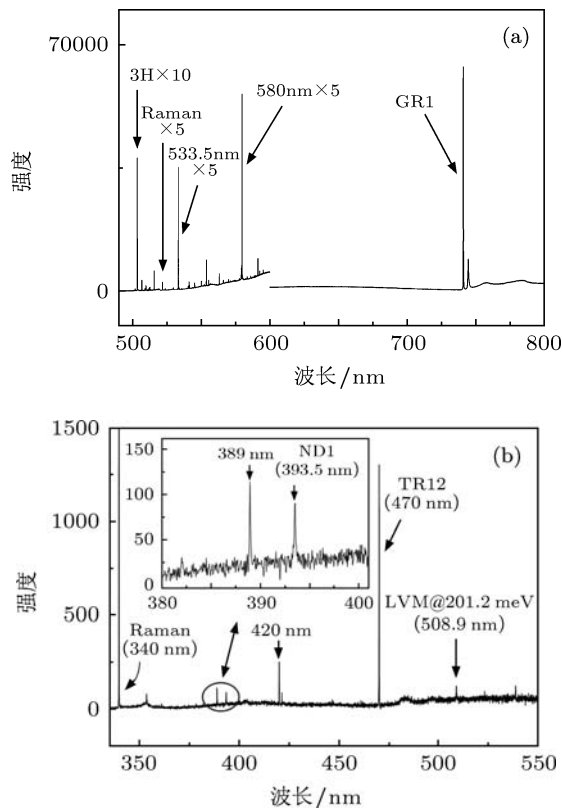 70000
(a)
3H×10
Raman
×5
533.5nm
×5
580nm×5
GR1
强度
0
500
600
700
800
波长/nm
1500
(b)
150
125
100
75
50
25
0
389 nm
ND1
(393.5 nm)
380
390
400
TR12
(470 nm)
1000
强度
500
Raman
(340 nm)
420 nm
LVM@201.2 meV
(508.9 nm)
0
350
400
450
500
550
波长/nm